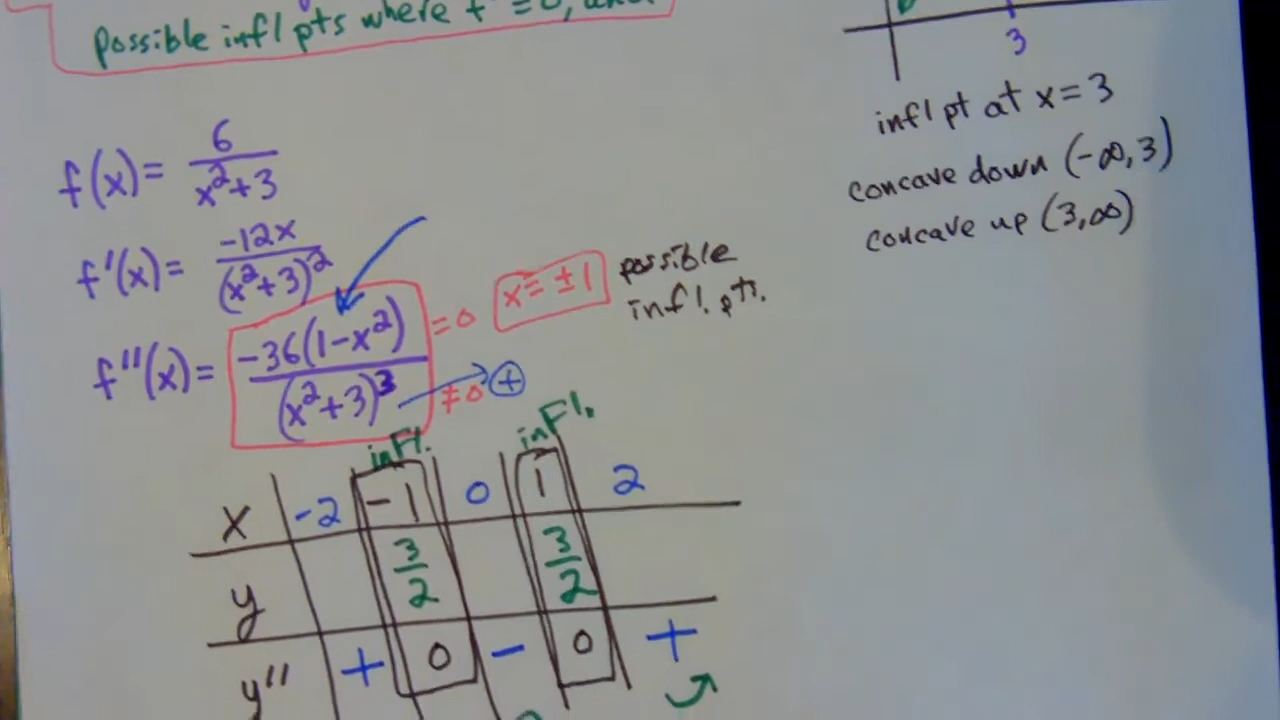 possible infl pts where f''=0, und
f(x) = 6/(x²+3)
f'(x) = -12x/(x²+3)²
f''(x) = -36(1-x²)/(x²+3)³ = 0 x = ±1 possible infl. pts.
≠0 +
infl. infl.
x -2 -1 0 1 2
y 3/2 3/2
y'' + 0 - 0 +
3
infl pt at x = 3
concave down (-∞, 3)
concave up (3, ∞)